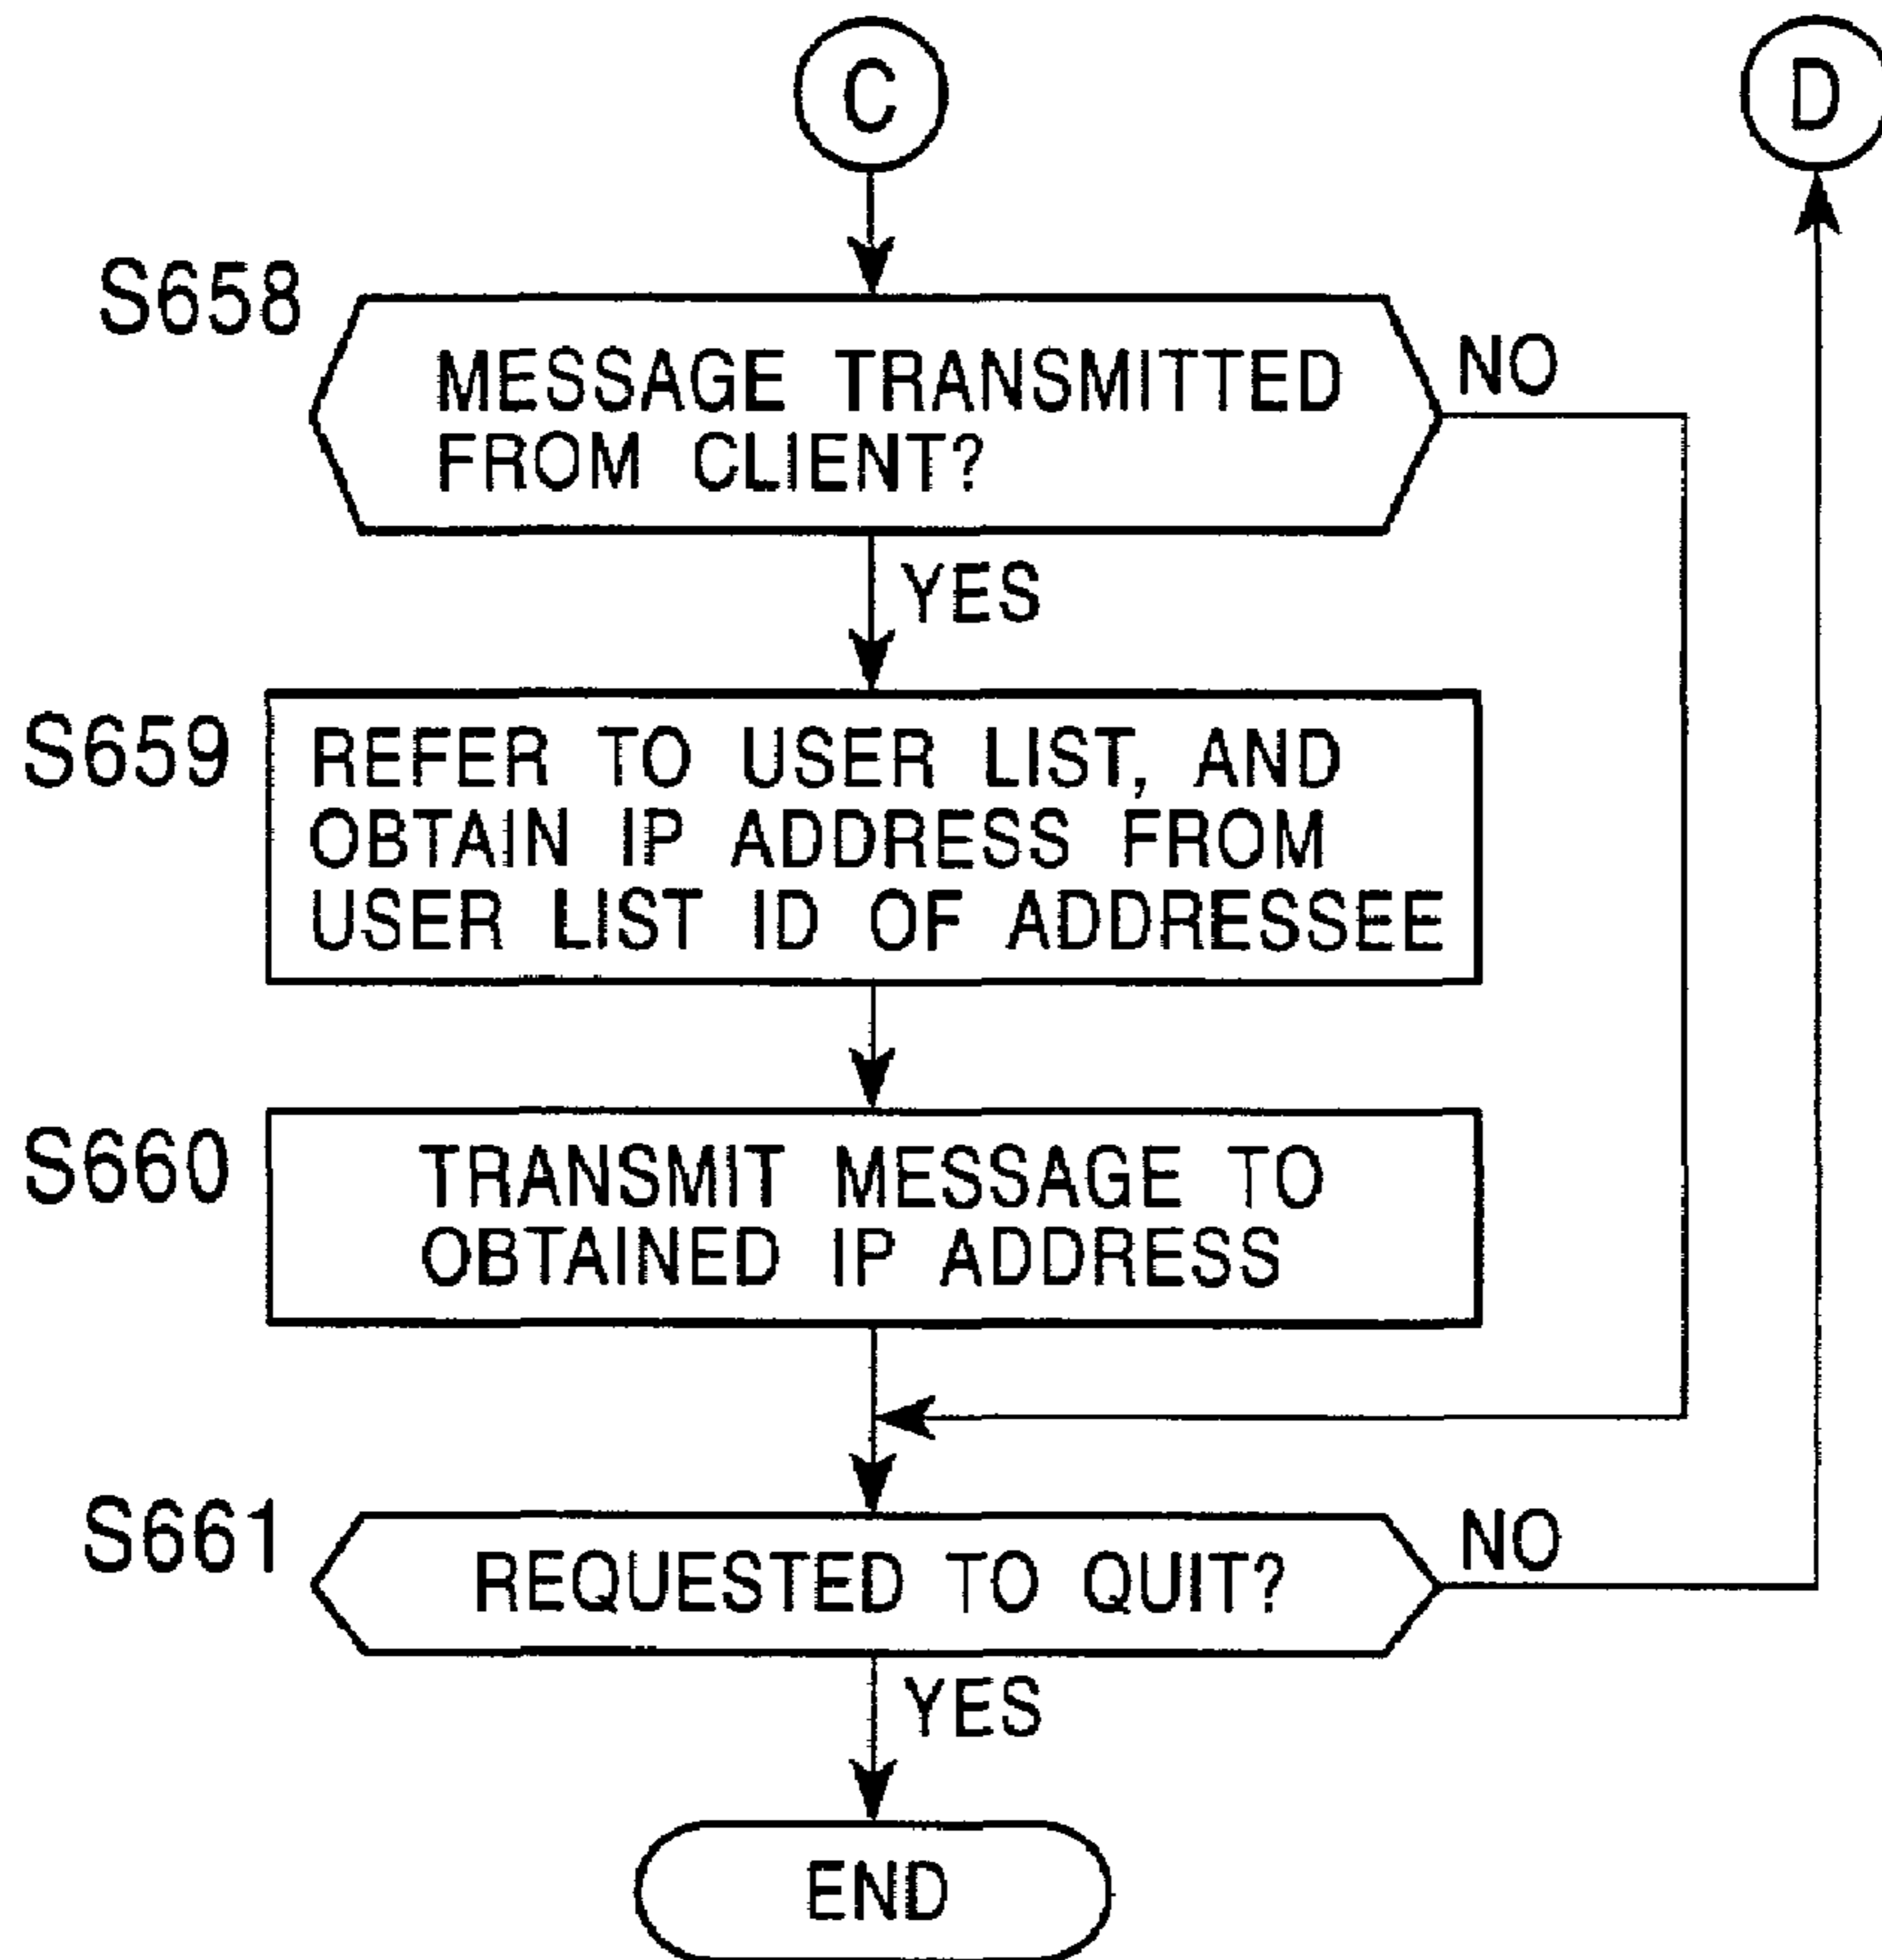 C
D
S658
MESSAGE TRANSMITTED
FROM CLIENT?
NO
YES
S659
REFER TO USER LIST, AND
OBTAIN IP ADDRESS FROM
USER LIST ID OF ADDRESSEE
S660
TRANSMIT MESSAGE TO
OBTAINED IP ADDRESS
S661
REQUESTED TO QUIT?
NO
YES
END